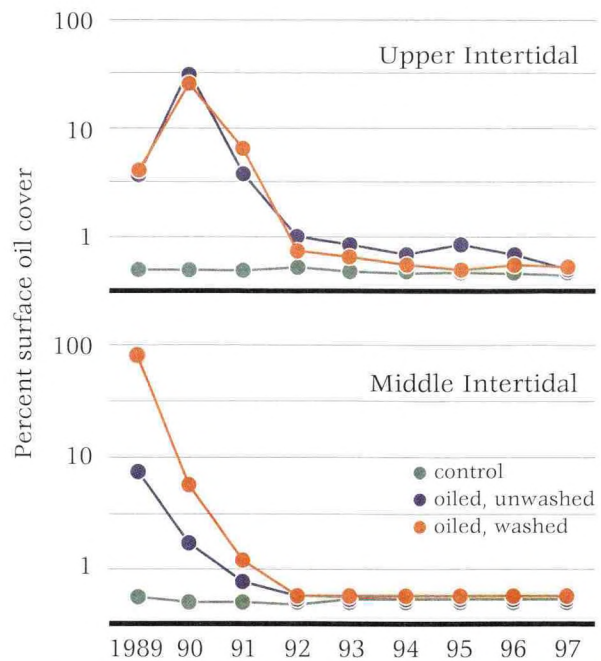 Percent surface oil cover
100
Upper Intertidal
10
1
100
Middle Intertidal
10
control
oiled, unwashed
oiled, washed
1
1989 90 91 92 93 94 95 96 97